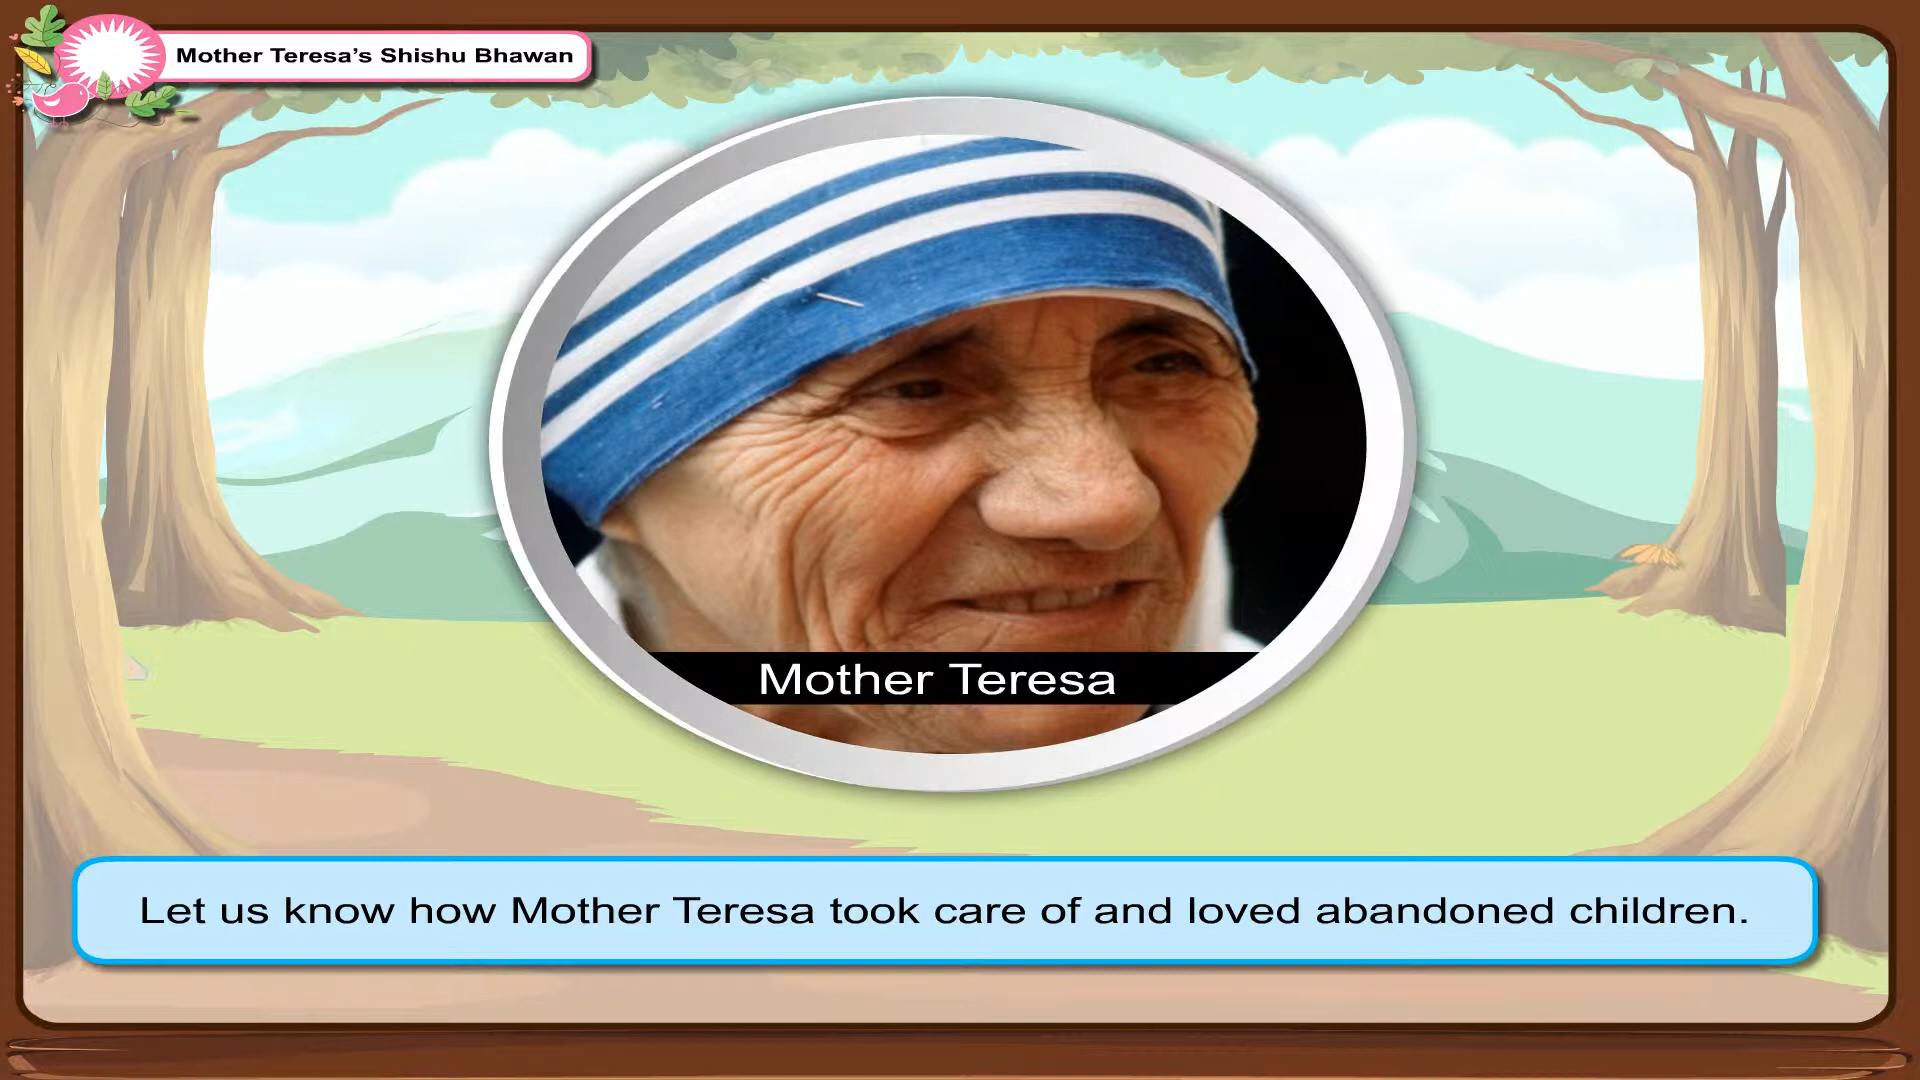 Mother Teresa’s Shishu Bhawan
Mother Teresa
Let us know how Mother Teresa took care of and loved abandoned children.